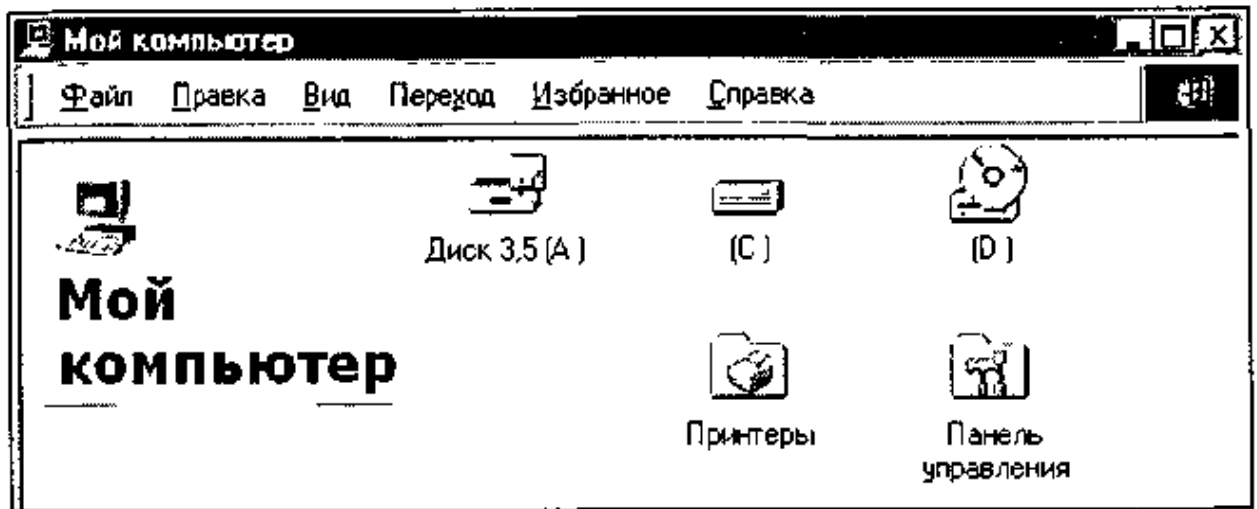 Мой компьютер
Файл Правка Вид Переход Избранное Справка
Диск 3,5 (A ) (C ) (D )
Мой
компьютер
Принтеры Панель
управления